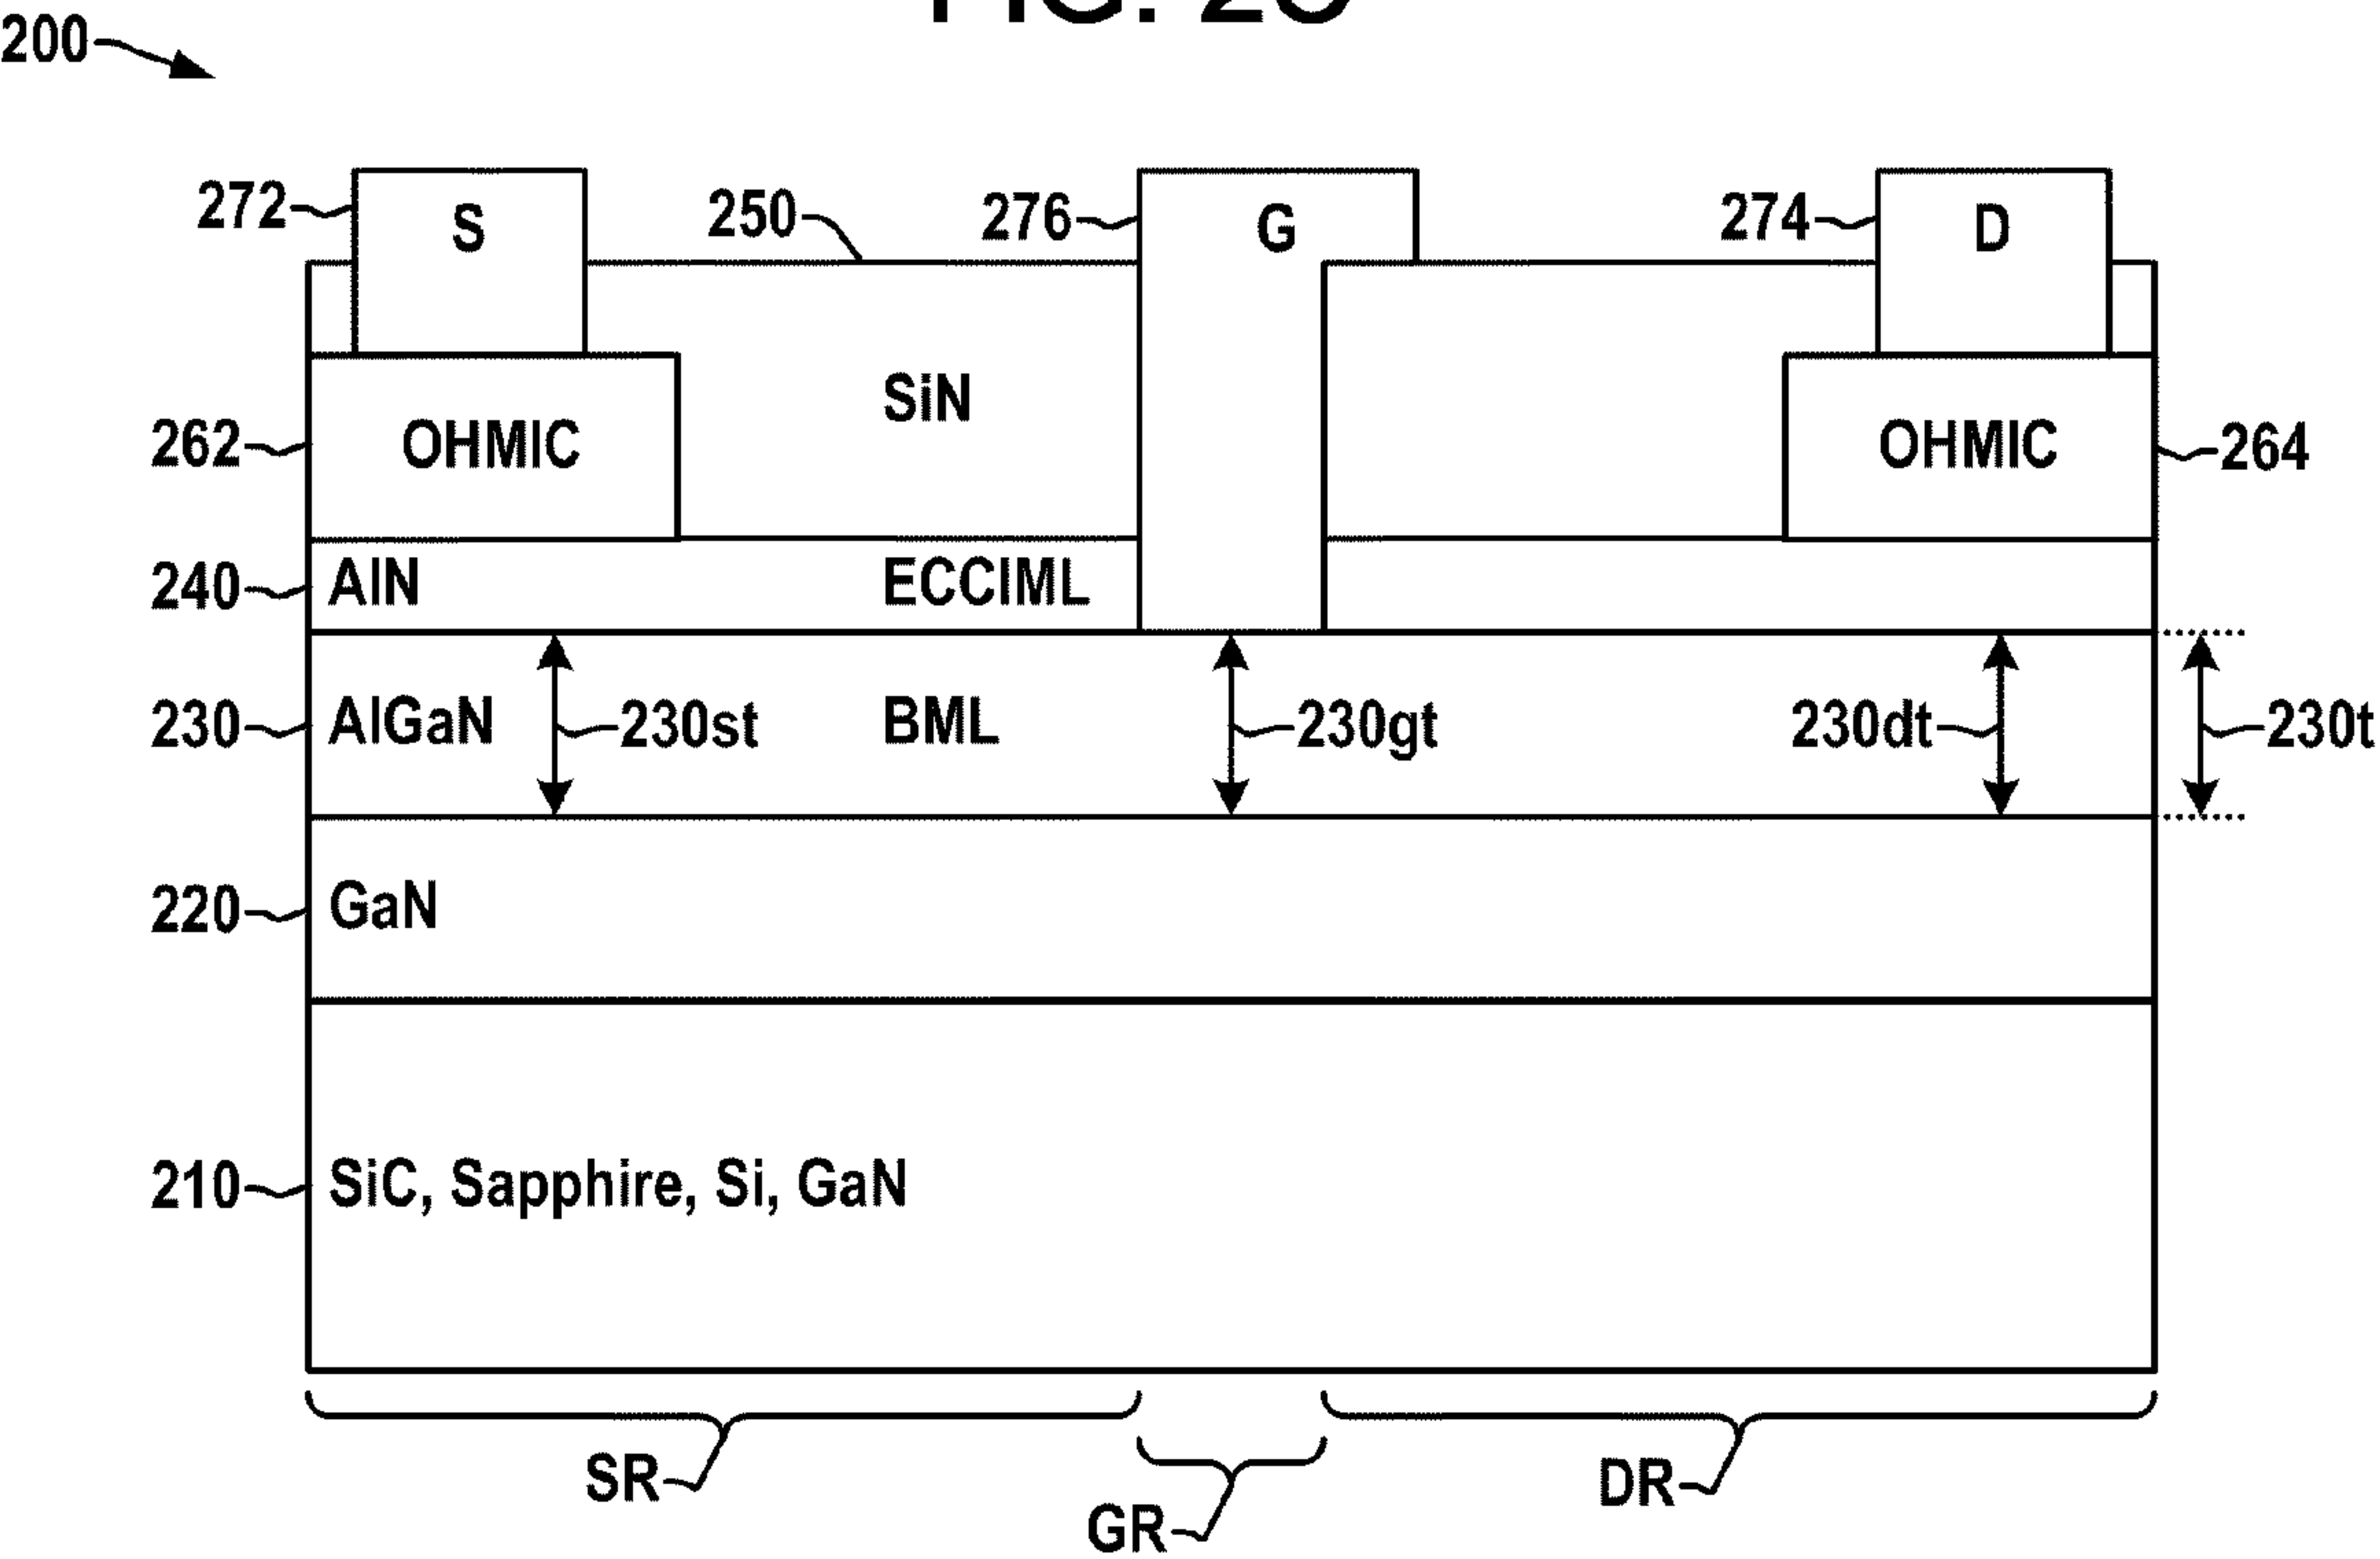 FIG.
200
272
S
250
276
G
274
D
SiN
262
OHMIC
OHMIC
264
240
AlN
ECCIML
230
AlGaN
230st
BML
230gt
230dt
230t
220
GaN
210
SiC, Sapphire, Si, GaN
SR
GR
DR